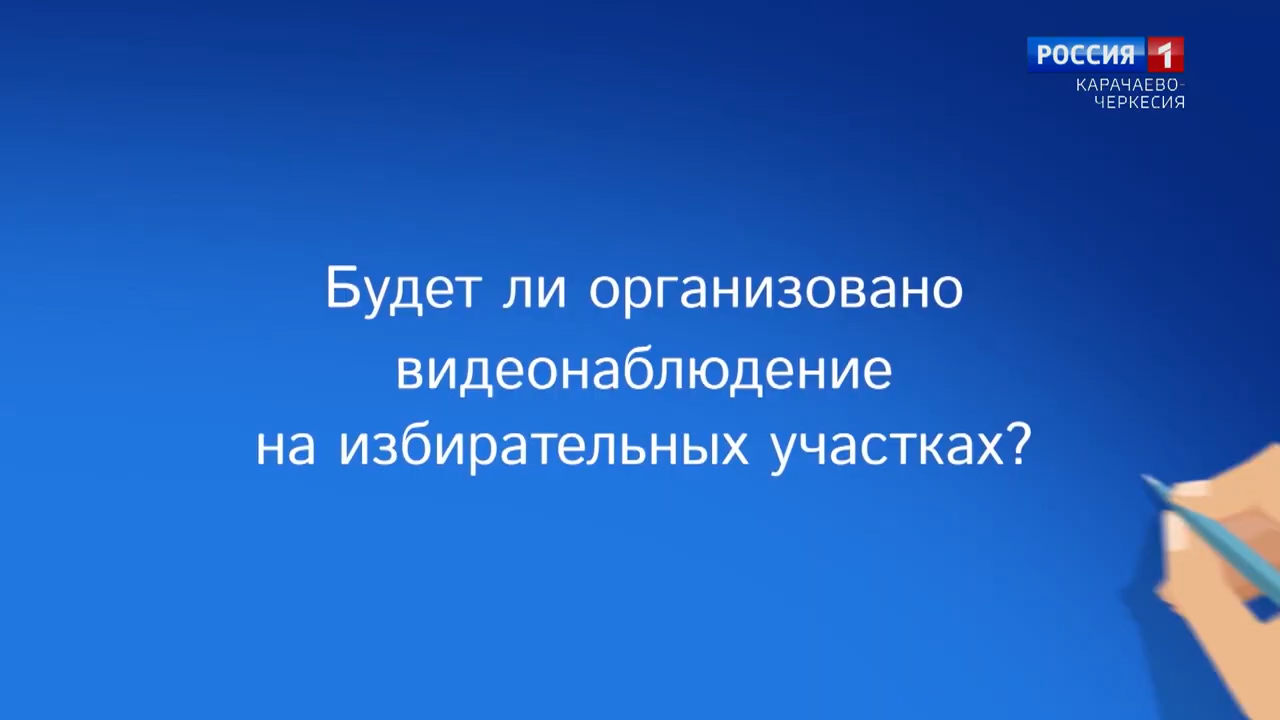 РОССИЯ 1
КАРАЧАЕВО-
ЧЕРКЕСИЯ
Будет ли организовано
видеонаблюдение
на избирательных участках?